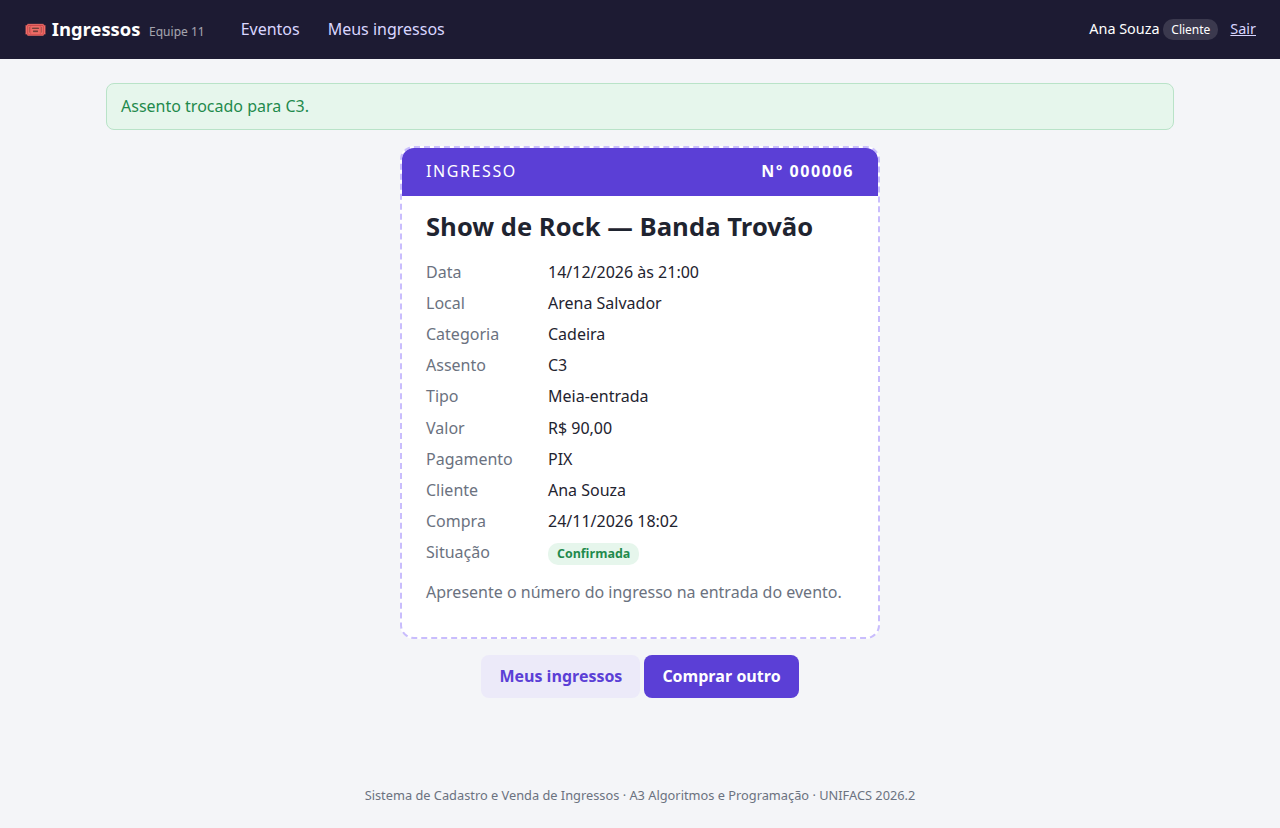 Ingressos Equipe 11 Eventos Meus ingressos Ana Souza Cliente Sair
Assento trocado para C3.
INGRESSO Nº 000006
Show de Rock — Banda Trovão
Data 14/12/2026 às 21:00
Local Arena Salvador
Categoria Cadeira
Assento C3
Tipo Meia-entrada
Valor R$ 90,00
Pagamento PIX
Cliente Ana Souza
Compra 24/11/2026 18:02
Situação Confirmada
Apresente o número do ingresso na entrada do evento.
Meus ingressos Comprar outro
Sistema de Cadastro e Venda de Ingressos · A3 Algoritmos e Programação · UNIFACS 2026.2